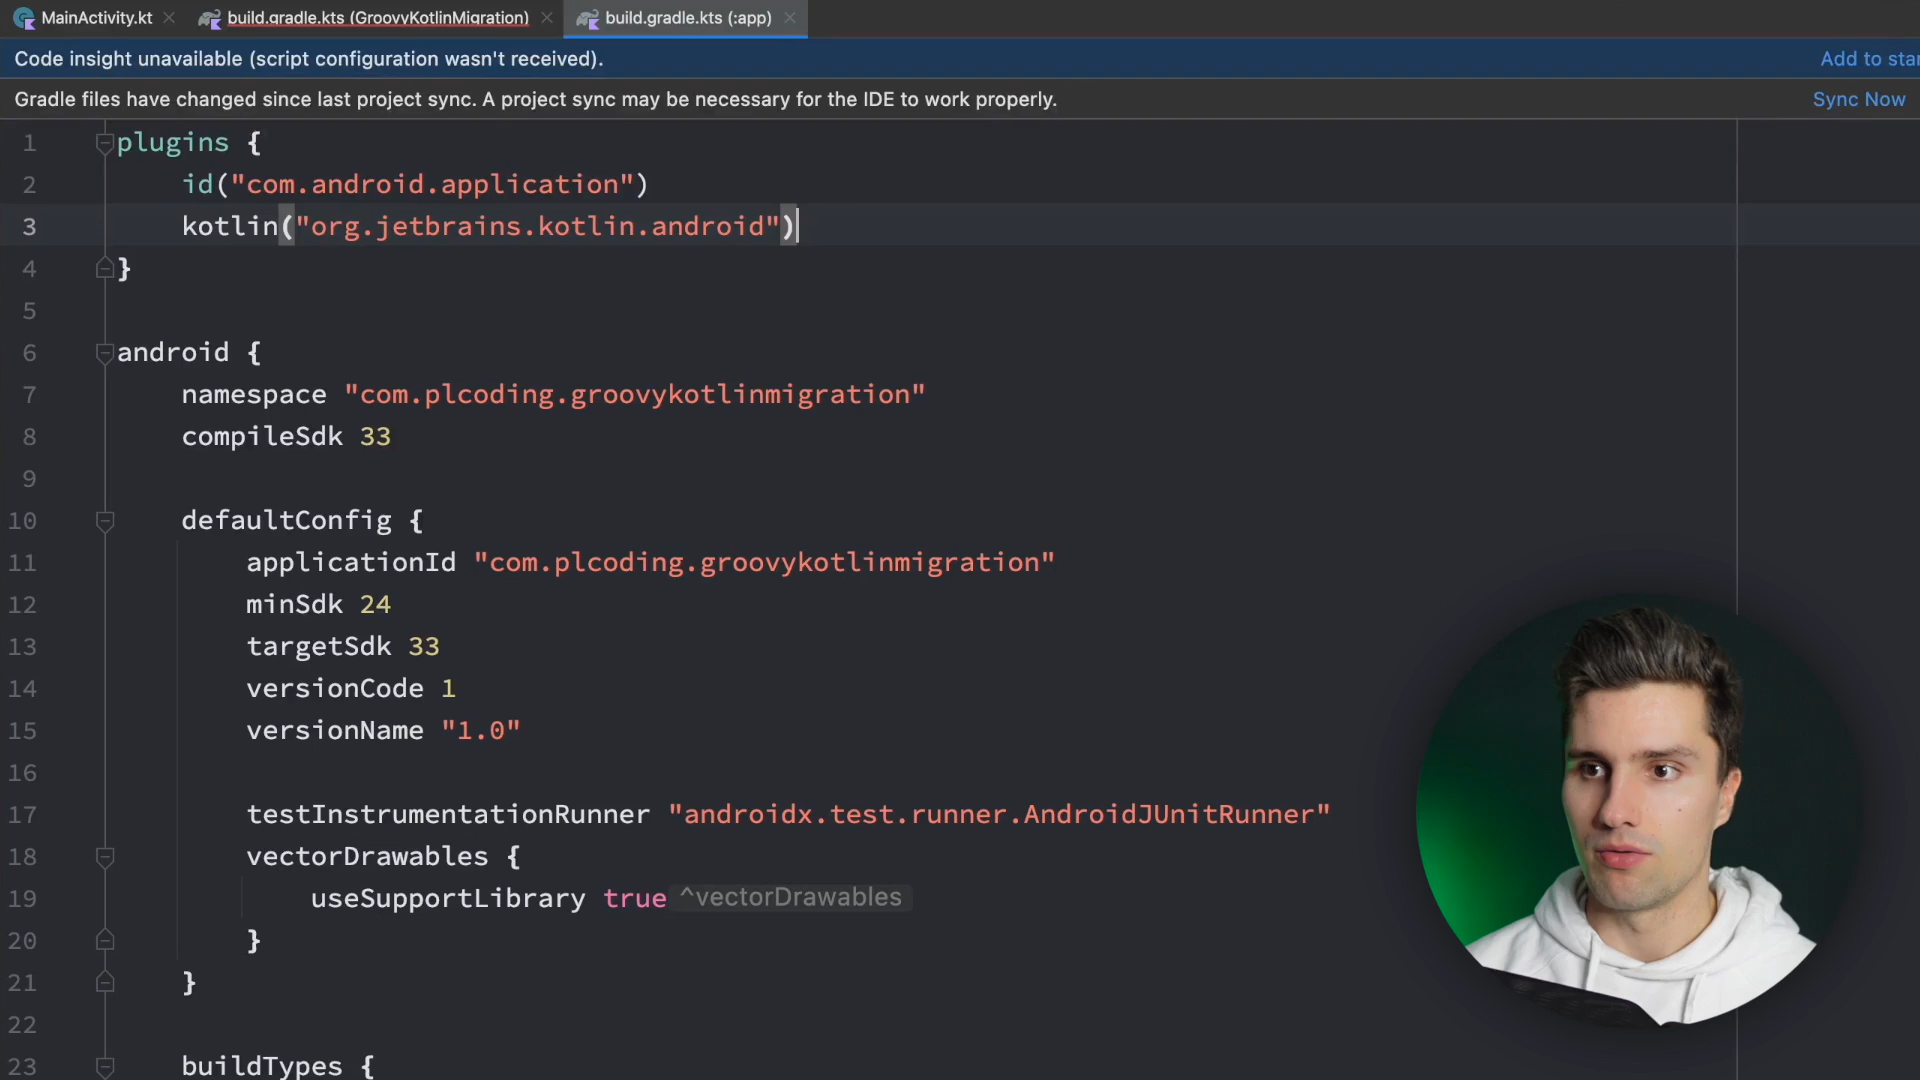 MainActivity.kt
build.gradle.kts (GroovyKotlinMigration)
build.gradle.kts (:app)
Code insight unavailable (script configuration wasn't received).
Gradle files have changed since last project sync. A project sync may be necessary for the IDE to work properly.
Sync Now
1 plugins {
2 id("com.android.application")
3 kotlin("org.jetbrains.kotlin.android")
4 }
5
6 android {
7 namespace "com.plcoding.groovykotlinmigration"
8 compileSdk 33
9
10 defaultConfig {
11 applicationId "com.plcoding.groovykotlinmigration"
12 minSdk 24
13 targetSdk 33
14 versionCode 1
15 versionName "1.0"
16
17 testInstrumentationRunner "androidx.test.runner.AndroidJUnitRunner"
18 vectorDrawables {
19 useSupportLibrary true ^vectorDrawables
20 }
21 }
22
23 buildTypes {